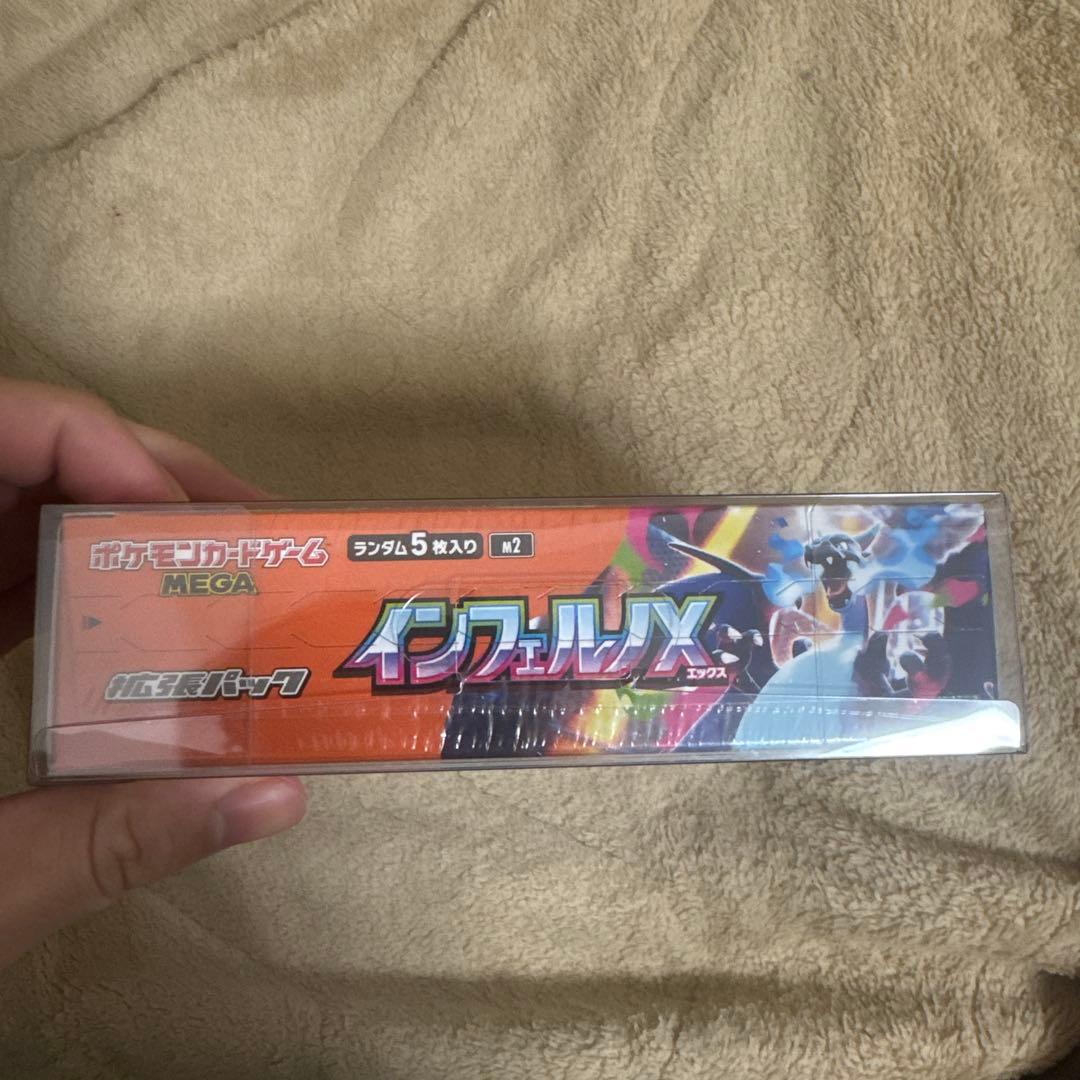 ポケモンカードゲーム
MEGA
ランダム5枚入り M2
インフェルノX
エックス
拡張パック